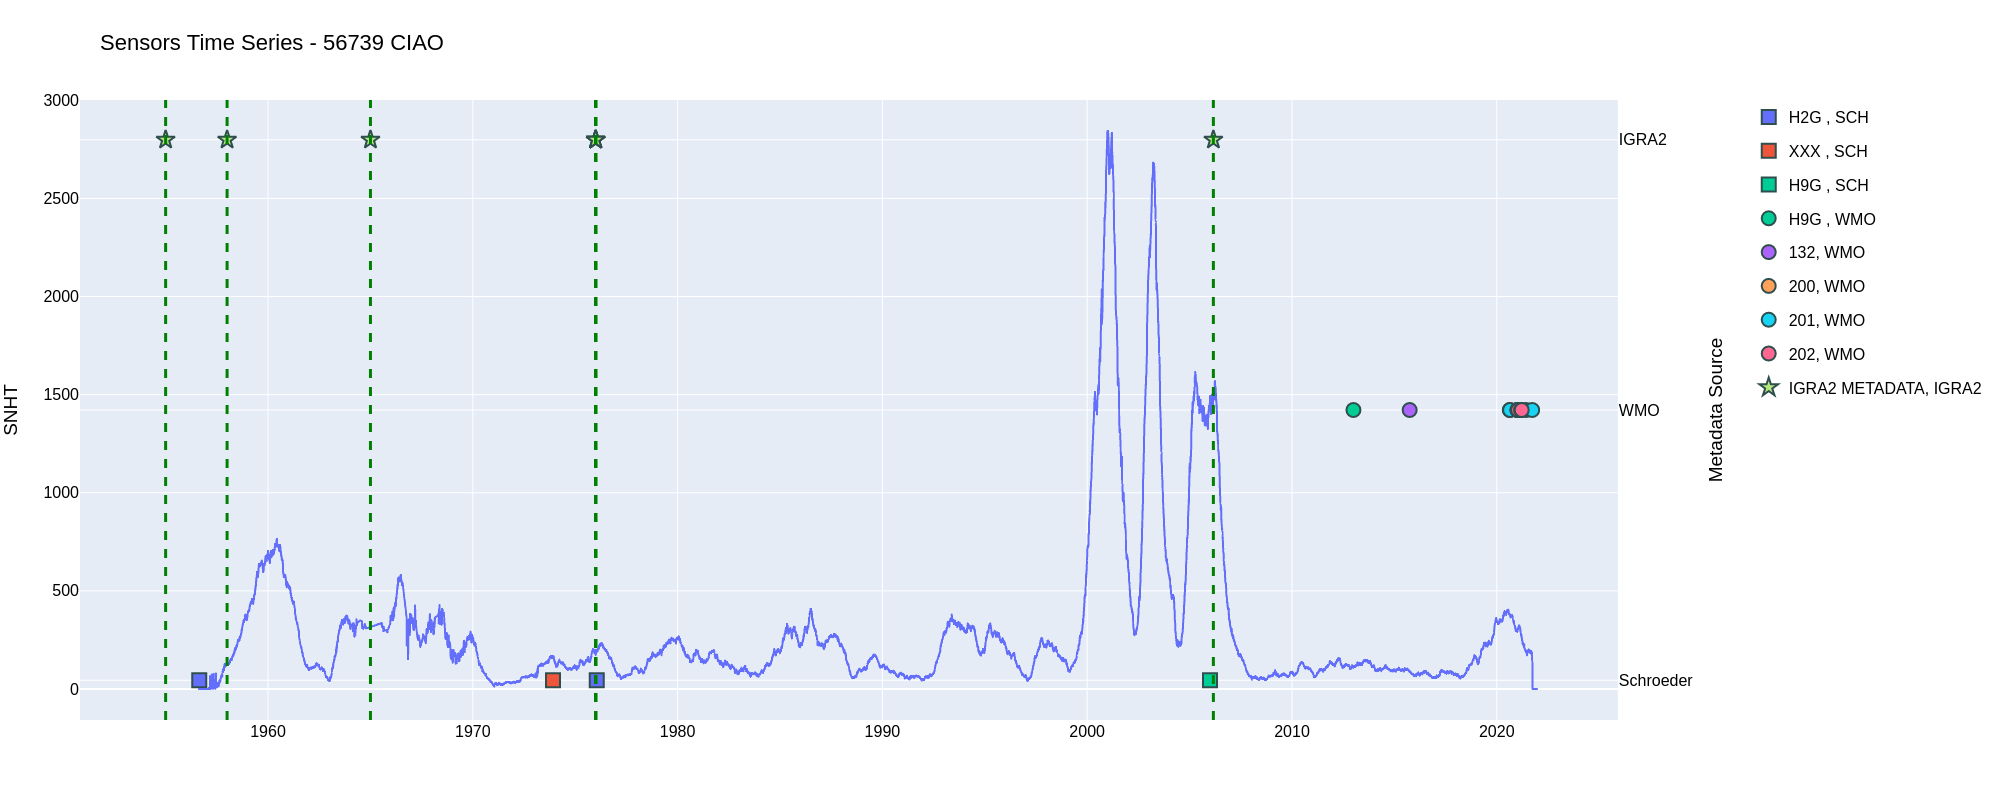 Sensors Time Series - 56739 CIAO
3000
2500
2000
1500
1000
500
0
SNHT
1960
1970
1980
1990
2000
2010
2020
IGRA2
WMO
Schroeder
Metadata Source
H2G , SCH
XXX , SCH
H9G , SCH
H9G , WMO
132, WMO
200, WMO
201, WMO
202, WMO
IGRA2 METADATA, IGRA2